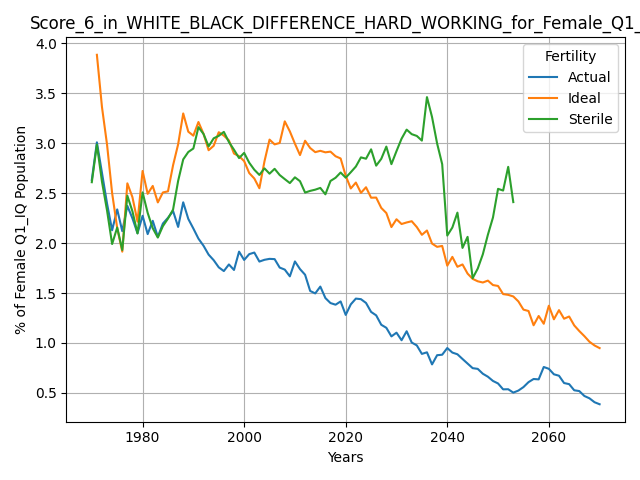 Score_6_in_WHITE_BLACK_DIFFERENCE_HARD_WORKING_for_Female_Q1_
4.0
3.5
3.0
2.5
2.0
1.5
1.0
0.5
% of Female Q1_IQ Population
Fertility
Actual
Ideal
Sterile
1980
2000
2020
2040
2060
Years